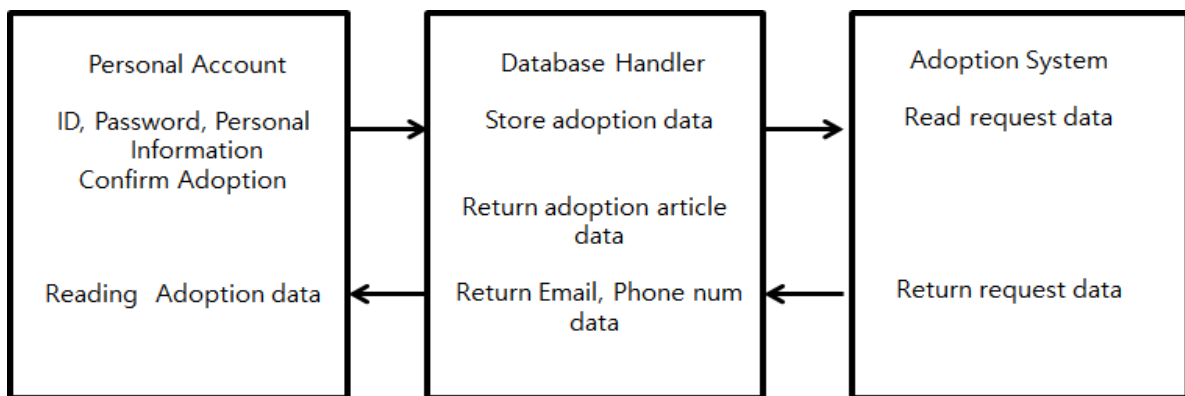 Personal Account
ID, Password, Personal
Information
Confirm Adoption
Reading Adoption data
Database Handler
Store adoption data
Return adoption article
data
Return Email, Phone num
data
Adoption System
Read request data
Return request data